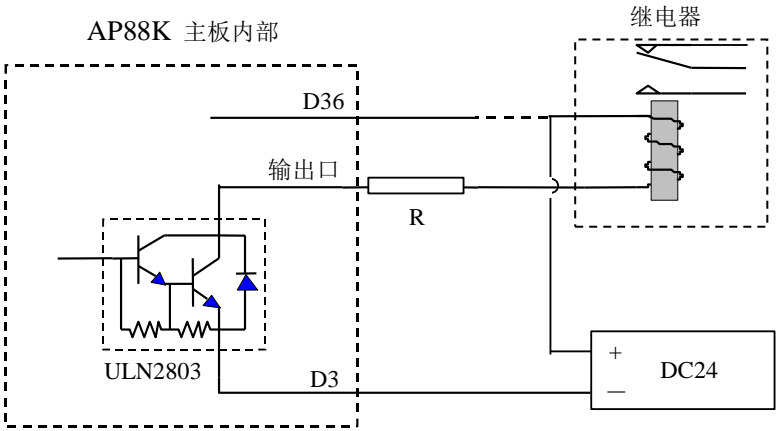 继电器
AP88K 主板内部
D36
输出口
R
ULN2803
D3
+
DC24
—